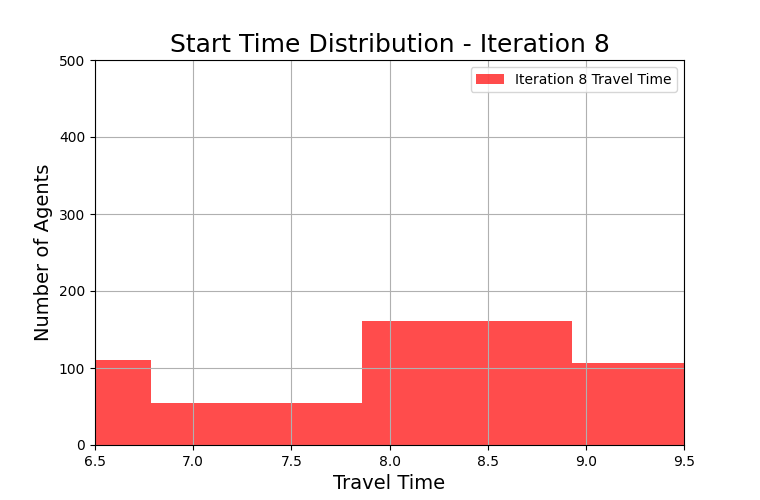 Start Time Distribution - Iteration 8
Iteration 8 Travel Time
500
400
300
200
100
0
Number of Agents
6.5 7.0 7.5 8.0 8.5 9.0 9.5
Travel Time